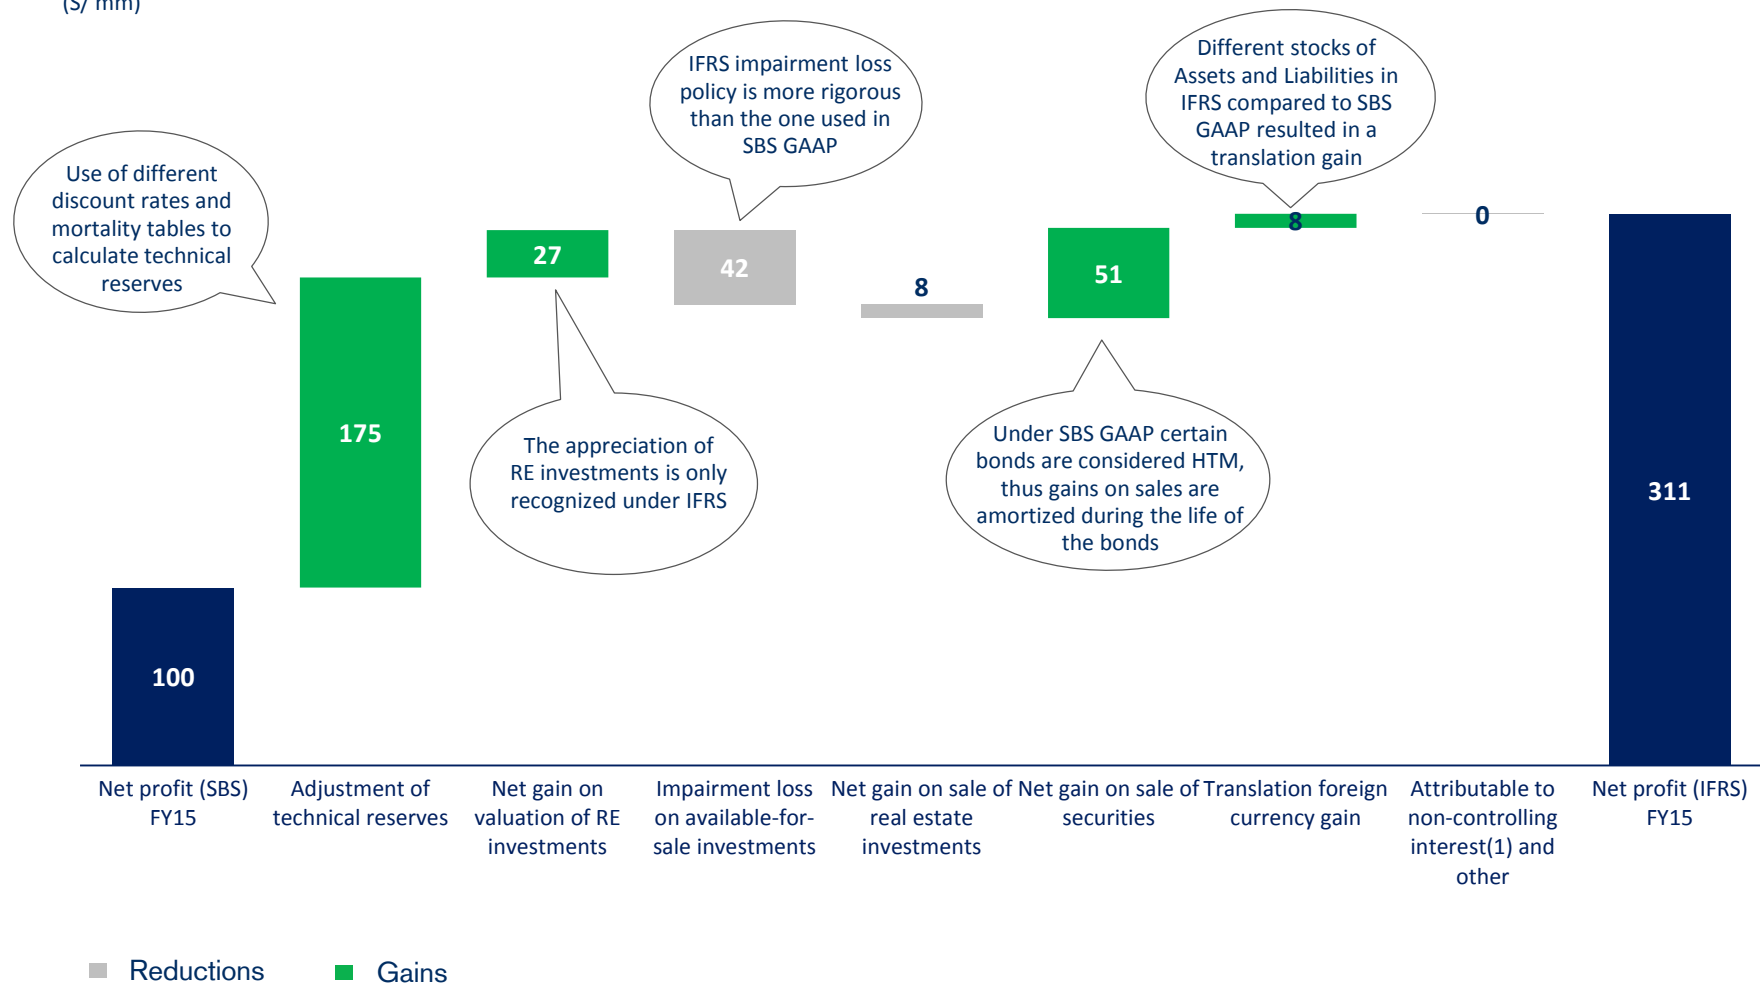 (S/ mm)
Use of different
discount rates and
mortality tables to
calculate technical
reserves
IFRS impairment loss
policy is more rigorous
than the one used in
SBS GAAP
Different stocks of
Assets and Liabilities in
IFRS compared to SBS
GAAP resulted in a
translation gain
The appreciation of
RE investments is only
recognized under IFRS
Under SBS GAAP certain
bonds are considered HTM,
thus gains on sales are
amortized during the life of
the bonds
100
175
27
42
8
51
8
0
311
Net profit (SBS)
FY15
Adjustment of
technical reserves
Net gain on
valuation of RE
investments
Impairment loss
on available-for-
sale investments
Net gain on sale of
real estate
investments
Net gain on sale of
securities
Translation foreign
currency gain
Attributable to
non-controlling
interest(1) and
other
Net profit (IFRS)
FY15
Reductions
Gains